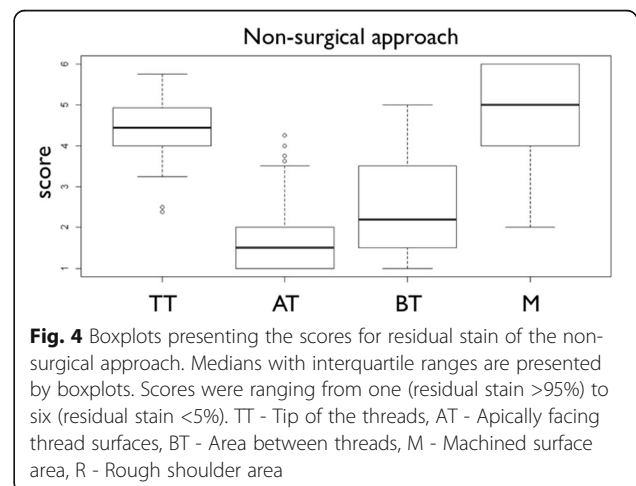 Non-surgical approach
score
6
5
4
3
2
1
TT AT BT M
Fig. 4 Boxplots presenting the scores for residual stain of the non-
surgical approach. Medians with interquartile ranges are presented
by boxplots. Scores were ranging from one (residual stain >95%) to
six (residual stain <5%). TT - Tip of the threads, AT - Apically facing
thread surfaces, BT - Area between threads, M - Machined surface
area, R - Rough shoulder area